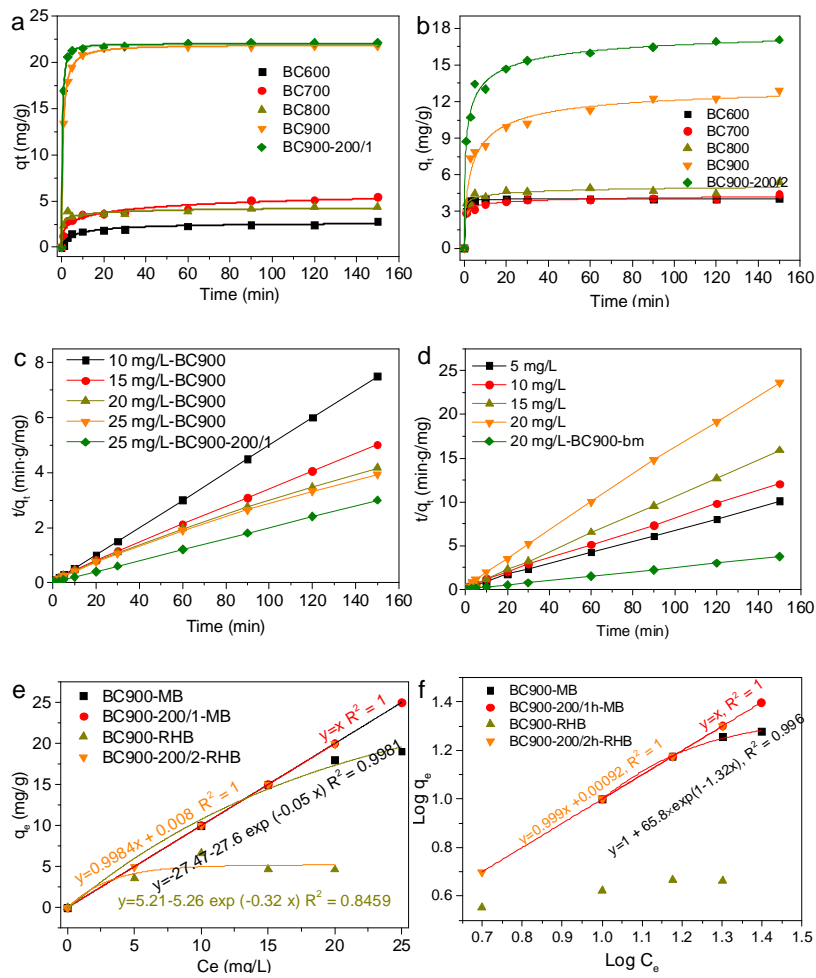 a
25
20
15
10
5
0
qt (mg/g)
BC600
BC700
BC800
BC900
BC900-200/1
0 20 40 60 80 100 120 140 160
Time (min)
b
18
15
12
9
6
3
0
qt (mg/g)
BC600
BC700
BC800
BC900
BC900-200/2
0 20 40 60 80 100 120 140 160
Time (min)
c
8
6
4
2
0
t/qt (min·g/mg)
10 mg/L-BC900
15 mg/L-BC900
20 mg/L-BC900
25 mg/L-BC900
25 mg/L-BC900-200/1
0 20 40 60 80 100 120 140 160
Time (min)
d
25
20
15
10
5
0
t/qt (min·g/mg)
5 mg/L
10 mg/L
15 mg/L
20 mg/L
20 mg/L-BC900-bm
0 20 40 60 80 100 120 140 160
Time (min)
e
25
20
15
10
5
0
qe (mg/g)
BC900-MB
BC900-200/1-MB
BC900-RHB
BC900-200/2-RHB
y=x R² = 1
y=0.9984x + 0.008 R² = 1
y=-27.47-27.6 exp (-0.05 x) R² = 0.9981
y=5.21-5.26 exp (-0.32 x) R² = 0.8459
0 5 10 15 20 25
Ce (mg/L)
f
1.4
1.2
1.0
0.8
0.6
Log qe
BC900-MB
BC900-200/1h-MB
BC900-RHB
BC900-200/2h-RHB
y=x, R² = 1
y=0.999x +0.00092, R² = 1
y=1 + 65.8×exp(1-1.32x), R² = 0.996
0.7 0.8 0.9 1.0 1.1 1.2 1.3 1.4 1.5
Log Ce